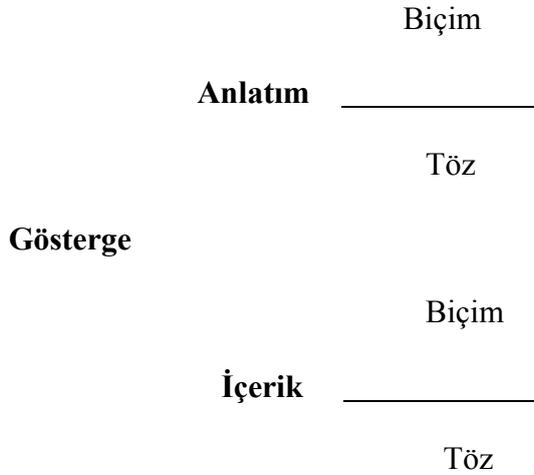 Biçim
Anlatım
Töz
Gösterge
Biçim
İçerik
Töz